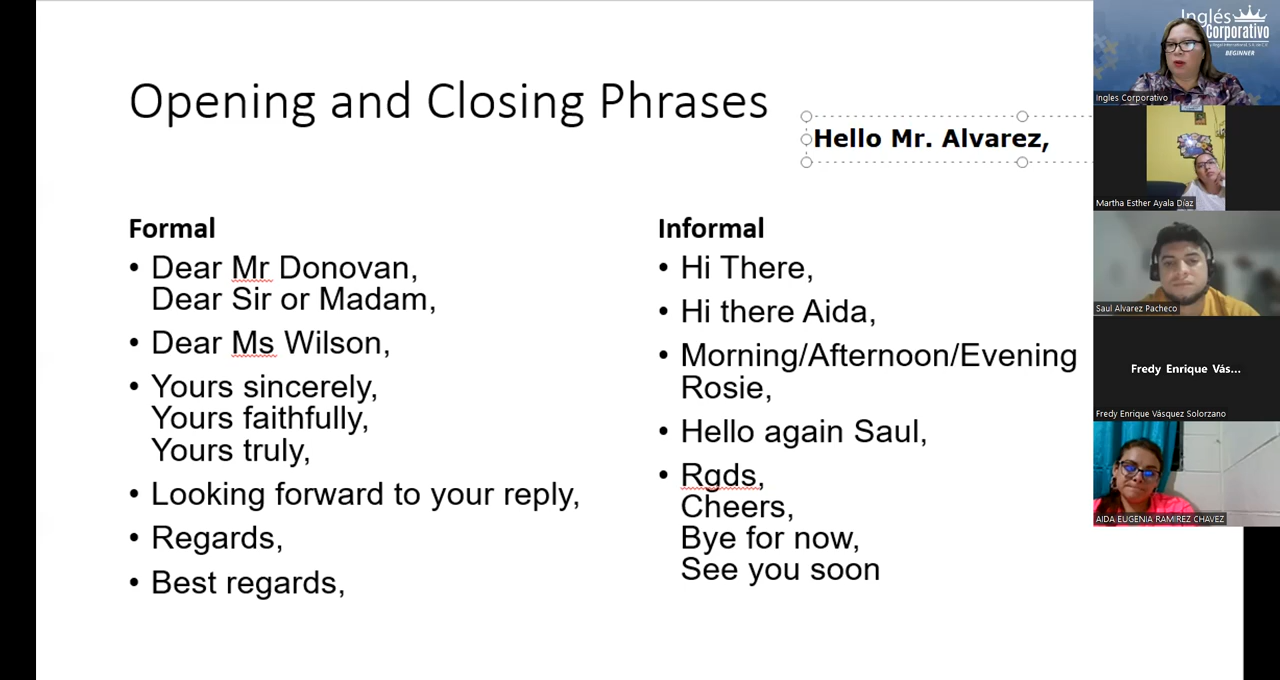 Opening and Closing Phrases
Hello Mr. Alvarez,
Formal
• Dear Mr Donovan,
Dear Sir or Madam,
• Dear Ms Wilson,
• Yours sincerely,
Yours faithfully,
Yours truly,
• Looking forward to your reply,
• Regards,
• Best regards,
Informal
• Hi There,
• Hi there Aida,
• Morning/Afternoon/Evening
Rosie,
• Hello again Saul,
• Rgds,
Cheers,
Bye for now,
See you soon
Inglés
Corporativo
BEGINNER
Ingles Corporativo
Martha Esther Ayala Díaz
Saul Alvarez Pacheco
Fredy Enrique Vás...
Fredy Enrique Vásquez Solorzano
AIDA EUGENIA RAMIREZ CHAVEZ